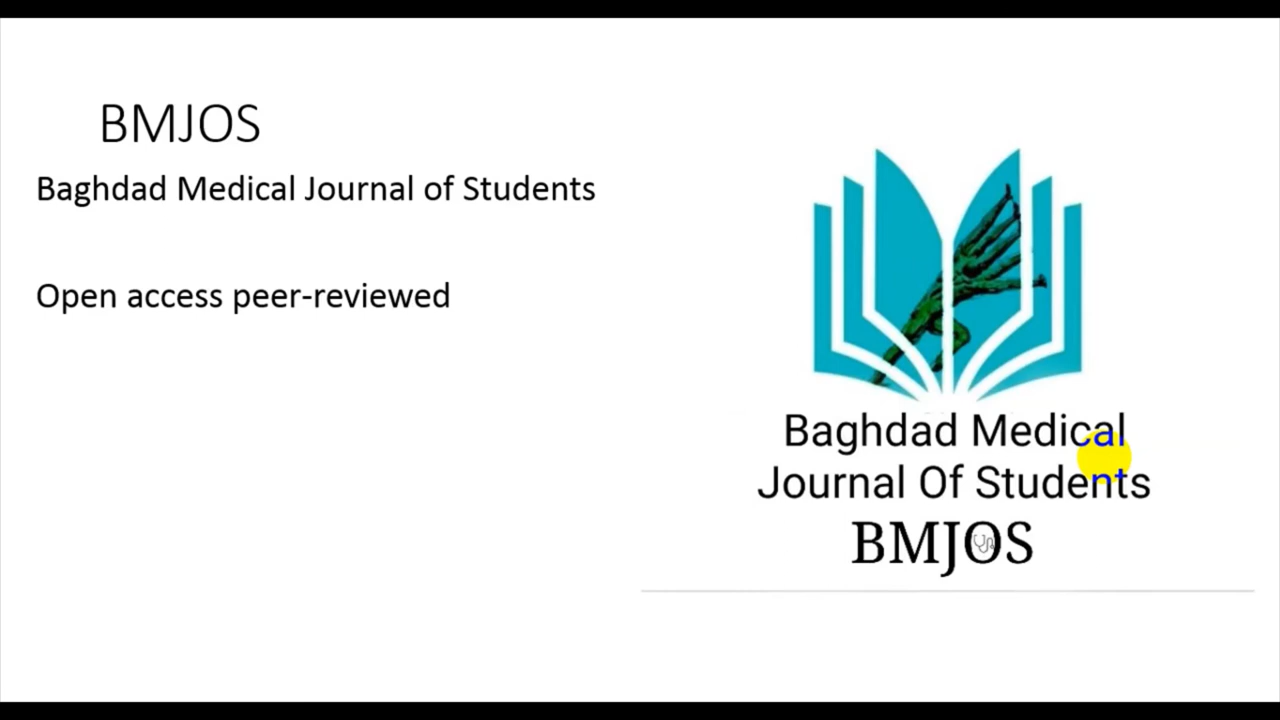 BMJOS
Baghdad Medical Journal of Students
Open access peer-reviewed
Baghdad Medical
Journal Of Students
BMJOS